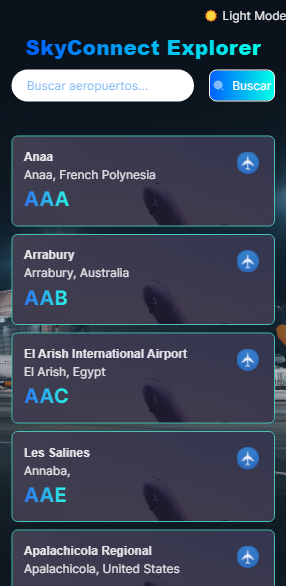 Light Mode
SkyConnect Explorer
Buscar aeropuertos...
Buscar
Anaa
Anaa, French Polynesia
AAA
Arrabury
Arrabury, Australia
AAB
El Arish International Airport
El Arish, Egypt
AAC
Les Salines
Annaba,
AAE
Apalachicola Regional
Apalachicola, United States